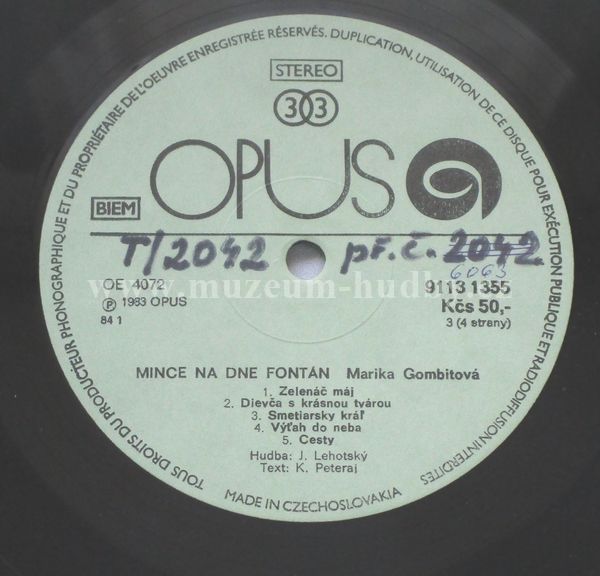 TOUS DROITS DU PRODUCTEUR PHONOGRAPHIQUE ET DU PROPRIÉTAIRE DE L'OEUVRE ENREGISTRÉE RÉSERVÉS. DUPLICATION, UTILISATION DE CE DISQUE POUR EXÉCUTION PUBLIQUE ET RADIODIFFUSION INTERDITES
STEREO
33
OPUS
BIEM
T/2042 př.č. 2042
6063
www.muzeum-hudby.cz
OE 4072
℗ 1983 OPUS
84 1
9113 1355
Kčs 50,-
3 (4 strany)
MINCE NA DNE FONTÁN Marika Gombitová
1. Zelenáč máj
2. Dievča s krásnou tvárou
3. Smetiarsky kráľ
4. Výťah do neba
5. Cesty
Hudba: J. Lehotský
Text: K. Peteraj
MADE IN CZECHOSLOVAKIA